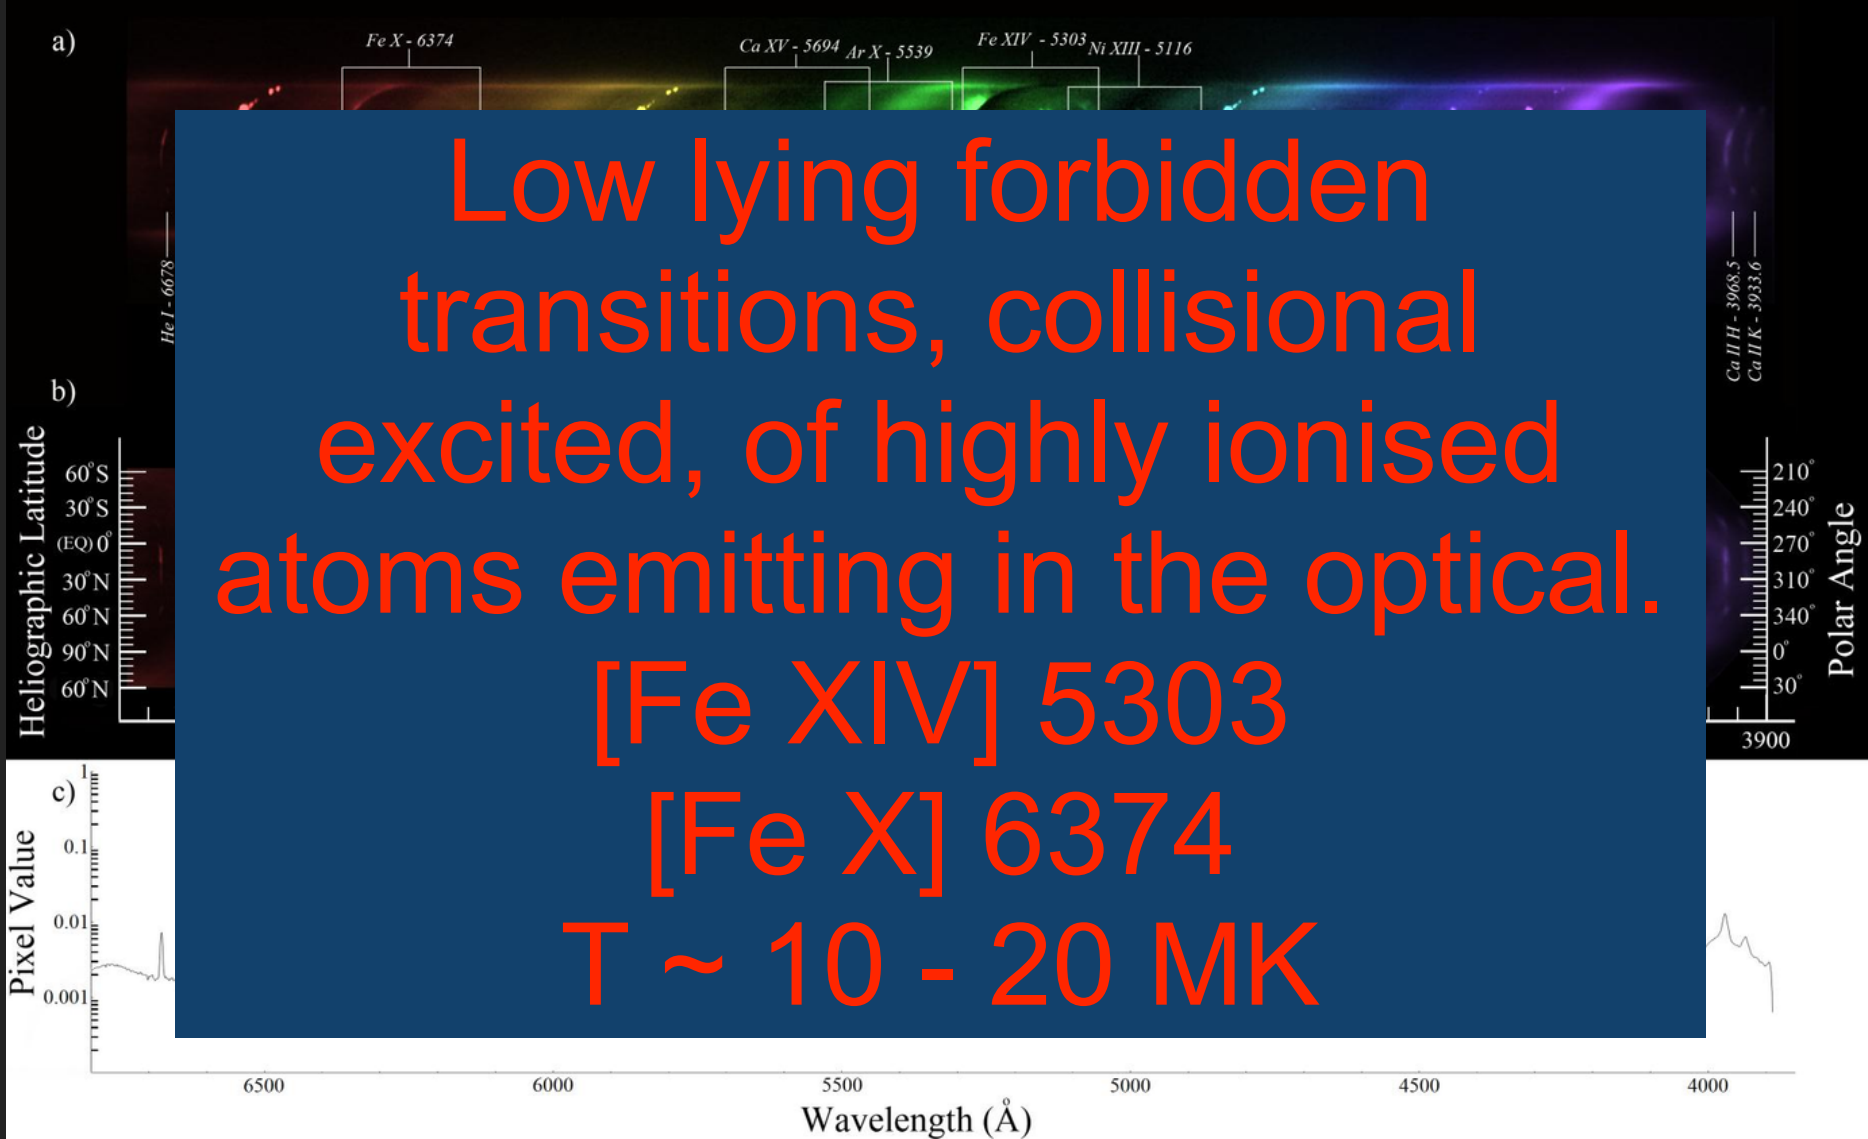 a)
Fe X - 6374
Ca XV - 5694
Ar X - 5539
Fe XIV - 5303
Ni XIII - 5116
He I - 6678
Ca II H - 3968.5
Ca II K - 3933.6
Low lying forbidden
transitions, collisional
excited, of highly ionised
atoms emitting in the optical.
[Fe XIV] 5303
[Fe X] 6374
T ~ 10 - 20 MK
b)
Heliographic Latitude
60°S
30°S
(EQ) 0°
30°N
60°N
90°N
60°N
210°
240°
270°
310°
340°
0°
30°
Polar Angle
3900
c)
Pixel Value
1
0.1
0.01
0.001
6500 6000 5500 5000 4500 4000
Wavelength (Å)